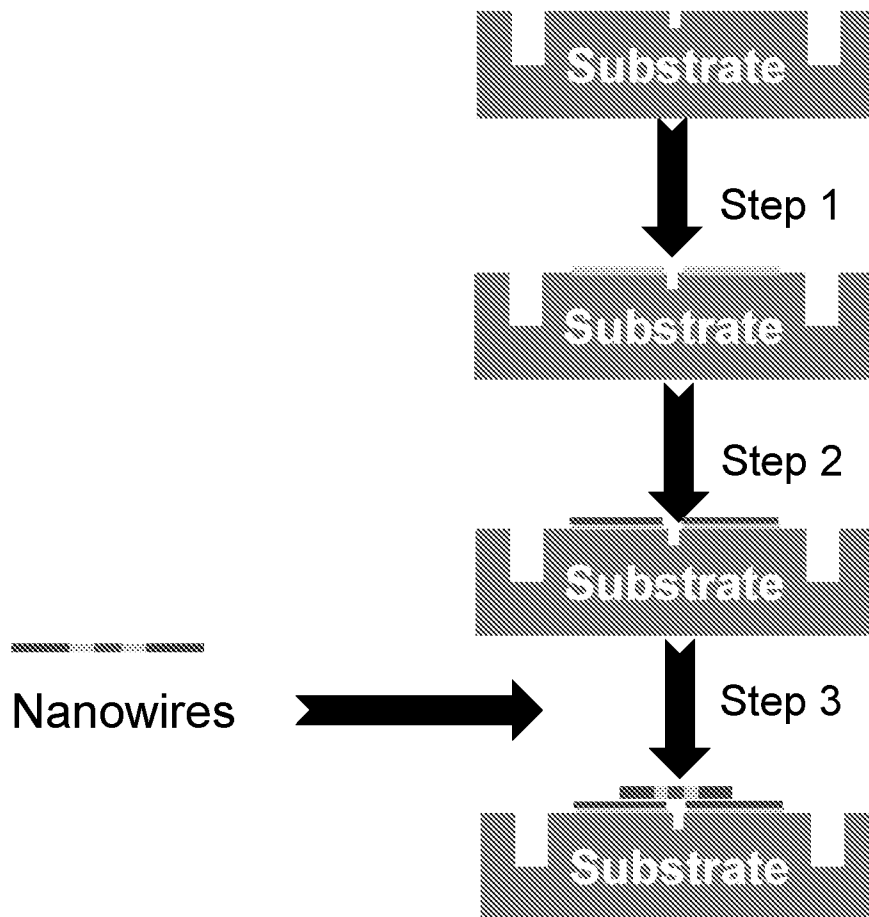 Substrate
Step 1
Substrate
Step 2
Substrate
Nanowires
Step 3
Substrate